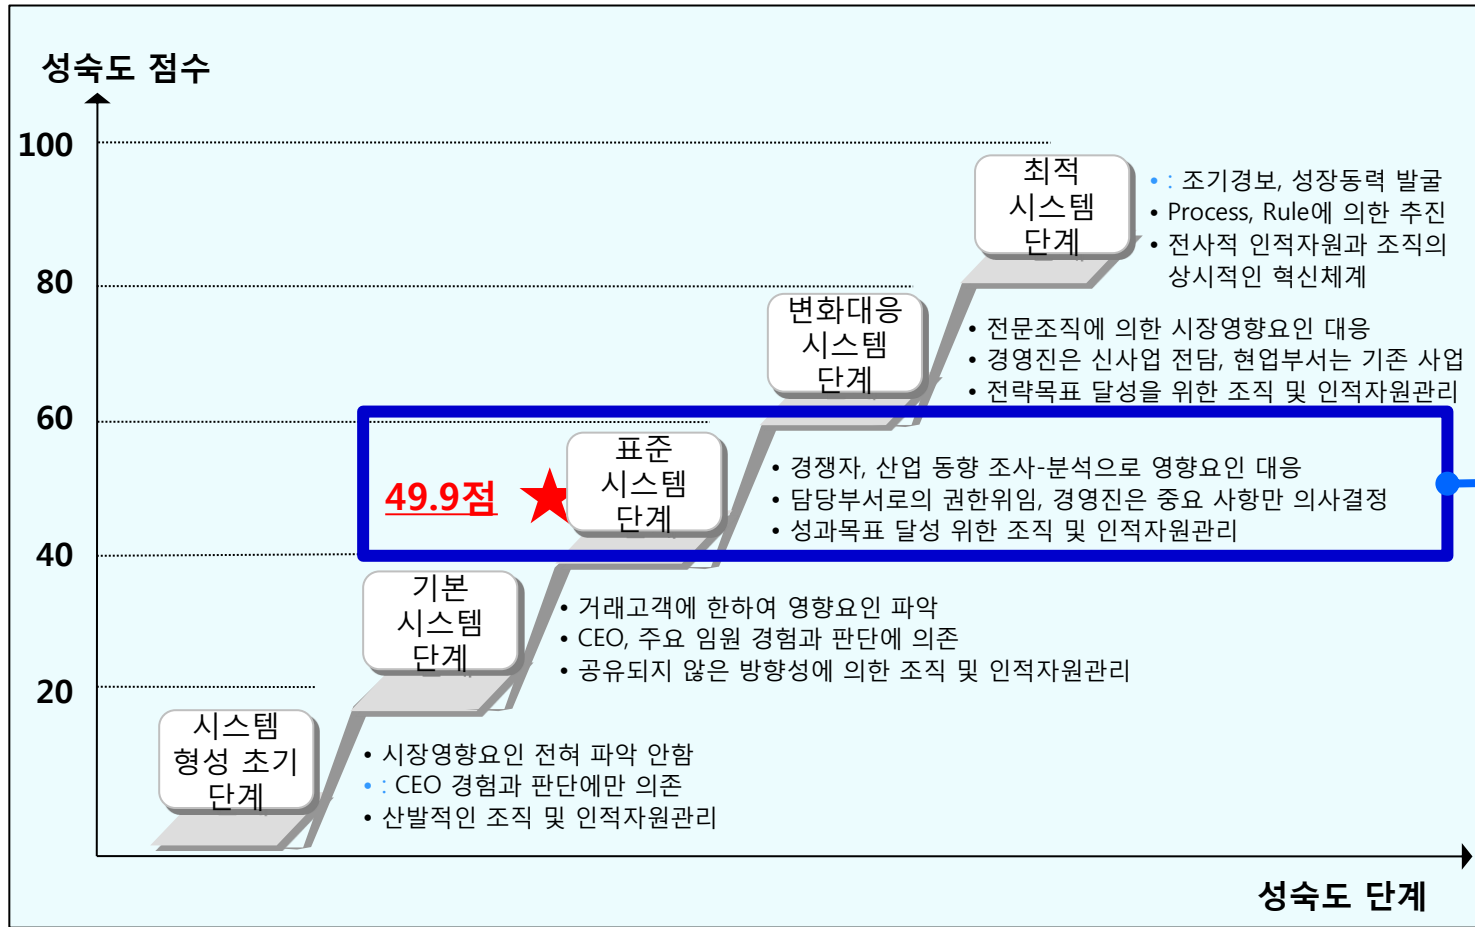 성숙도 점수
100
최적
시스템
단계
• : 조기경보, 성장동력 발굴
• Process, Rule에 의한 추진
• 전사적 인적자원과 조직의
상시적인 혁신체계
80
변화대응
시스템
단계
• 전문조직에 의한 시장영향요인 대응
• 경영진은 신사업 전담, 현업부서는 기존 사업
• 전략목표 달성을 위한 조직 및 인적자원관리
60
49.9점
표준
시스템
단계
• 경쟁자, 산업 동향 조사-분석으로 영향요인 대응
• 담당부서로의 권한위임, 경영진은 중요 사항만 의사결정
• 성과목표 달성 위한 조직 및 인적자원관리
40
기본
시스템
단계
• 거래고객에 한하여 영향요인 파악
• CEO, 주요 임원 경험과 판단에 의존
• 공유되지 않은 방향성에 의한 조직 및 인적자원관리
20
시스템
형성 초기
단계
• 시장영향요인 전혀 파악 안함
• : CEO 경험과 판단에만 의존
• 산발적인 조직 및 인적자원관리
성숙도 단계